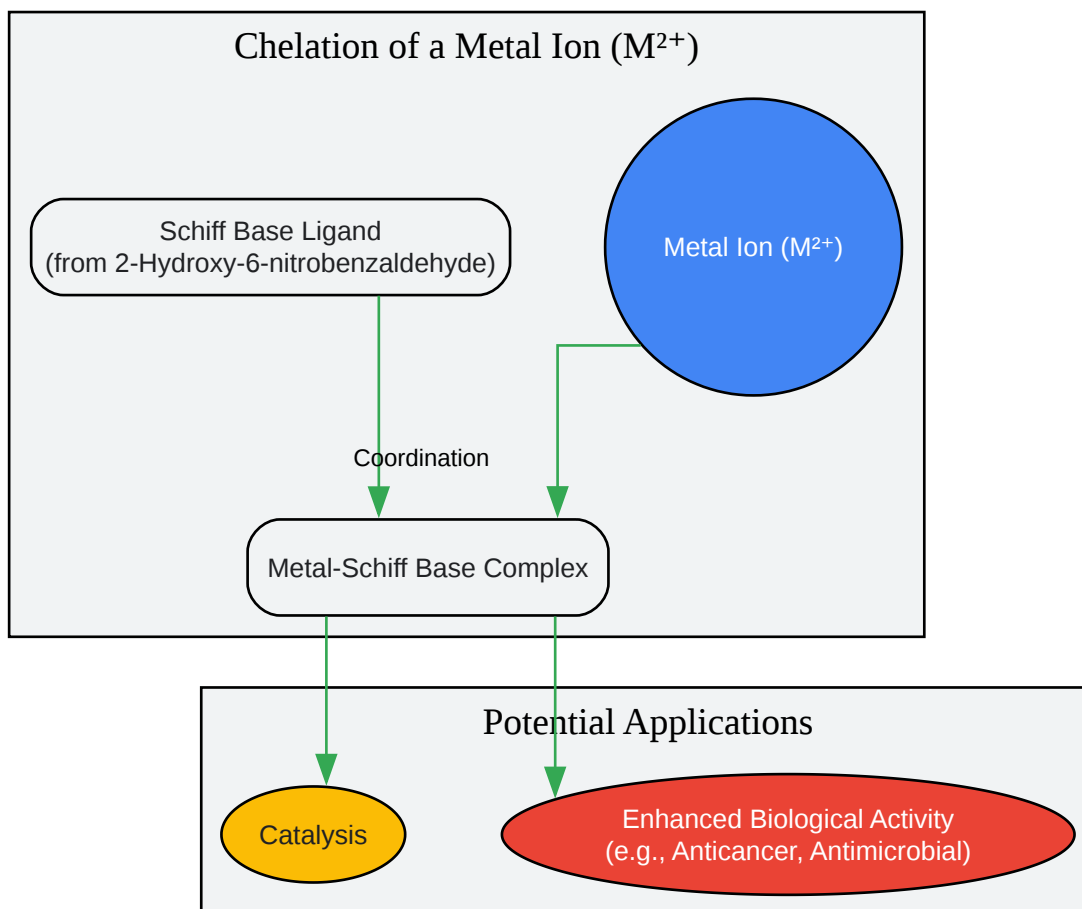 Chelation of a Metal Ion (M²⁺)
Schiff Base Ligand
(from 2-Hydroxy-6-nitrobenzaldehyde)
Metal Ion (M²⁺)
Coordination
Metal-Schiff Base Complex
Potential Applications
Catalysis
Enhanced Biological Activity
(e.g., Anticancer, Antimicrobial)